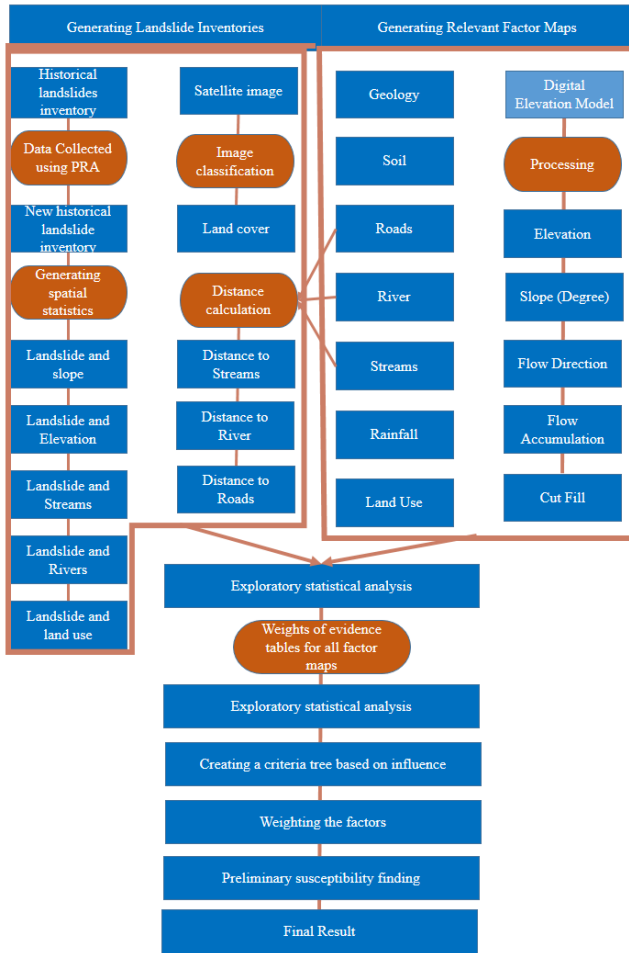 Generating Landslide Inventories
Generating Relevant Factor Maps
Historical
landslides
inventory
Data Collected
using PRA
New historical
landslide
inventory
Generating
spatial
statistics
Landslide and
slope
Landslide and
Elevation
Landslide and
Streams
Landslide and
Rivers
Landslide and
land use
Satellite image
Image
classification
Land cover
Distance
calculation
Distance to
Streams
Distance to
River
Distance to
Roads
Geology
Soil
Roads
River
Streams
Rainfall
Land Use
Digital
Elevation Model
Processing
Elevation
Slope (Degree)
Flow Direction
Flow
Accumulation
Cut Fill
Exploratory statistical analysis
Weights of evidence
tables for all factor
maps
Exploratory statistical analysis
Creating a criteria tree based on influence
Weighting the factors
Preliminary susceptibility finding
Final Result